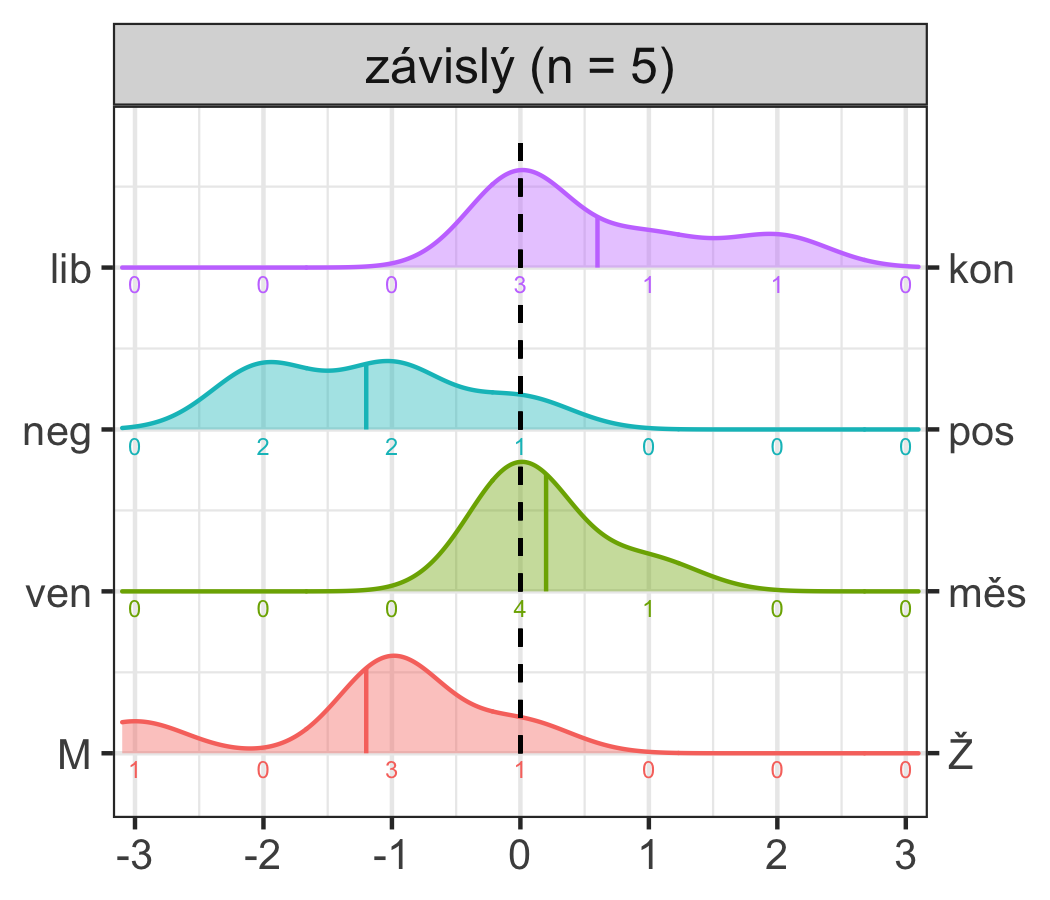 závislý (n = 5)
lib kon
0 0 0 3 1 1 0
neg pos
0 2 2 1 0 0 0
ven měs
0 0 0 4 1 0 0
M Ž
1 0 3 1 0 0 0
-3 -2 -1 0 1 2 3